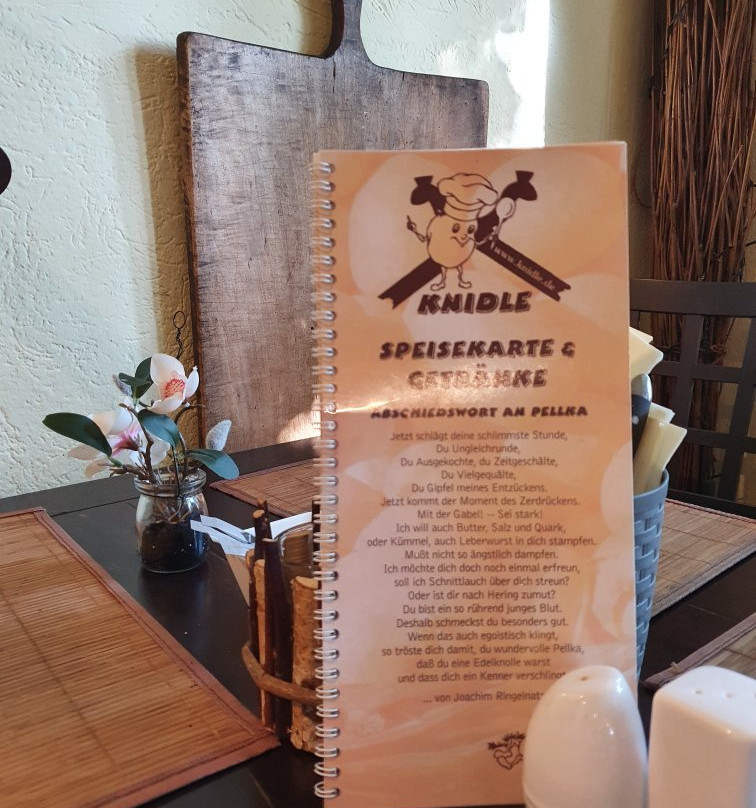 www.knidle.de
KNIDLE
SPEISEKARTE &
GETRÄNKE
ABSCHIEDSWORT AN PELLKA
Jetzt schlägt deine schlimmste Stunde,
Du Ungleichrunde,
Du Ausgekochte, du Zeitgeschälte,
Du Vielgequälte,
Du Gipfel meines Entzückens.
Jetzt kommt der Moment des Zerdrückens.
Mit der Gabel! — Sei stark!
Ich will auch Butter, Salz und Quark,
oder Kümmel, auch Leberwurst in dich stampfen.
Mußt nicht so ängstlich dampfen.
Ich möchte dich doch noch einmal erfreun,
soll ich Schnittlauch über dich streun?
Oder ist dir nach Hering zumut?
Du bist ein so rührend junges Blut.
Deshalb schmeckst du besonders gut.
Wenn das auch egoistisch klingt,
so tröste dich damit, du wundervolle Pellka,
daß du eine Edelknolle warst
und dass dich ein Kenner verschling
... von Joachim Ringelnat